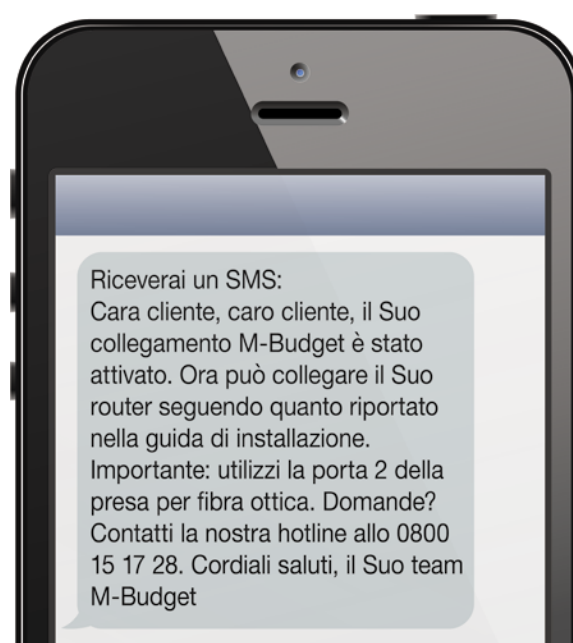 Riceverai un SMS:
Cara cliente, caro cliente, il Suo
collegamento M-Budget è stato
attivato. Ora può collegare il Suo
router seguendo quanto riportato
nella guida di installazione.
Importante: utilizzi la porta 2 della
presa per fibra ottica. Domande?
Contatti la nostra hotline allo 0800
15 17 28. Cordiali saluti, il Suo team
M-Budget